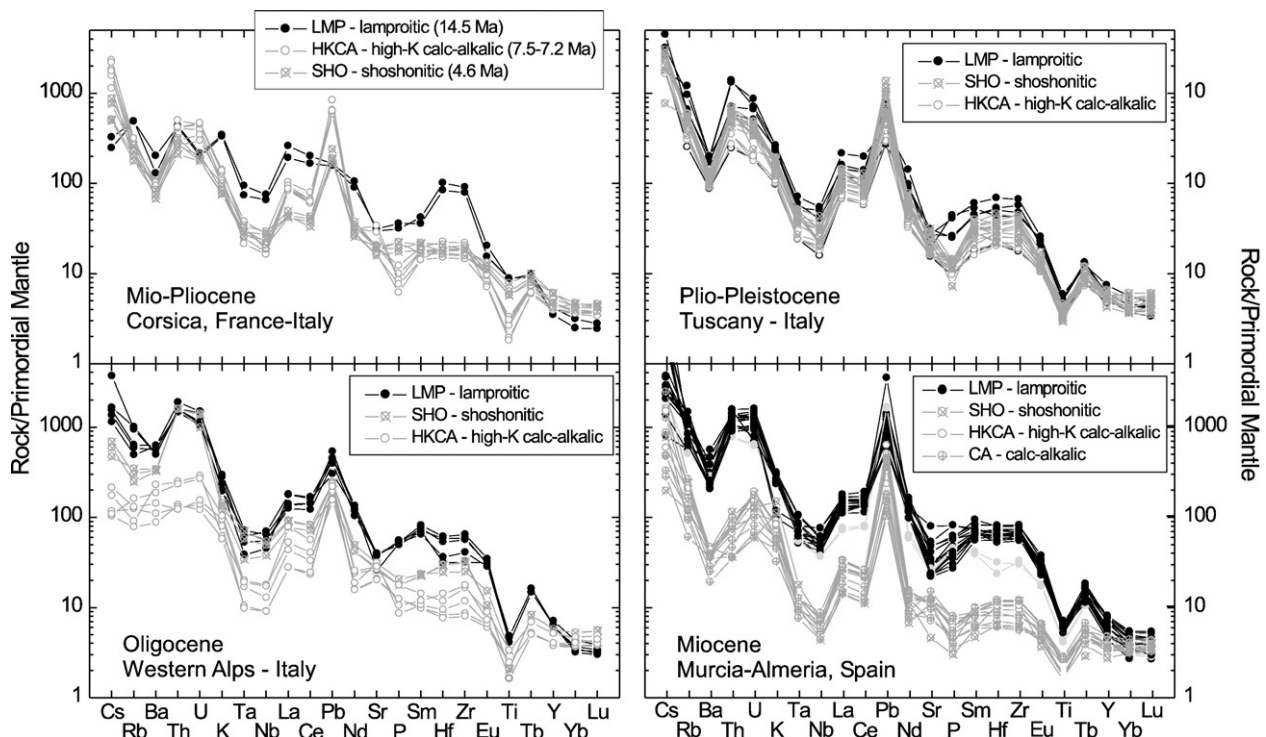 LMP - lamproitic (14.5 Ma)
HKCA - high-K calc-alkalic (7.5-7.2 Ma)
SHO - shoshonitic (4.6 Ma)
1000
100
10
1
Mio-Pliocene
Corsica, France-Italy
LMP - lamproitic
SHO - shoshonitic
HKCA - high-K calc-alkalic
10
10
10
1
Plio-Pleistocene
Tuscany - Italy
Rock/Primordial Mantle
Rock/Primordial Mantle
LMP - lamproitic
SHO - shoshonitic
HKCA - high-K calc-alkalic
1000
100
10
1
Oligocene
Western Alps - Italy
LMP - lamproitic
SHO - shoshonitic
HKCA - high-K calc-alkalic
CA - calc-alkalic
1000
100
10
1
Miocene
Murcia-Almeria, Spain
Cs Ba U Ta La Pb Sr Sm Zr Ti Y Lu
Rb Th K Nb Ce Nd P Hf Eu Tb Yb
Cs Ba U Ta La Pb Sr Sm Zr Ti Y Lu
Rb Th K Nb Ce Nd P Hf Eu Tb Yb